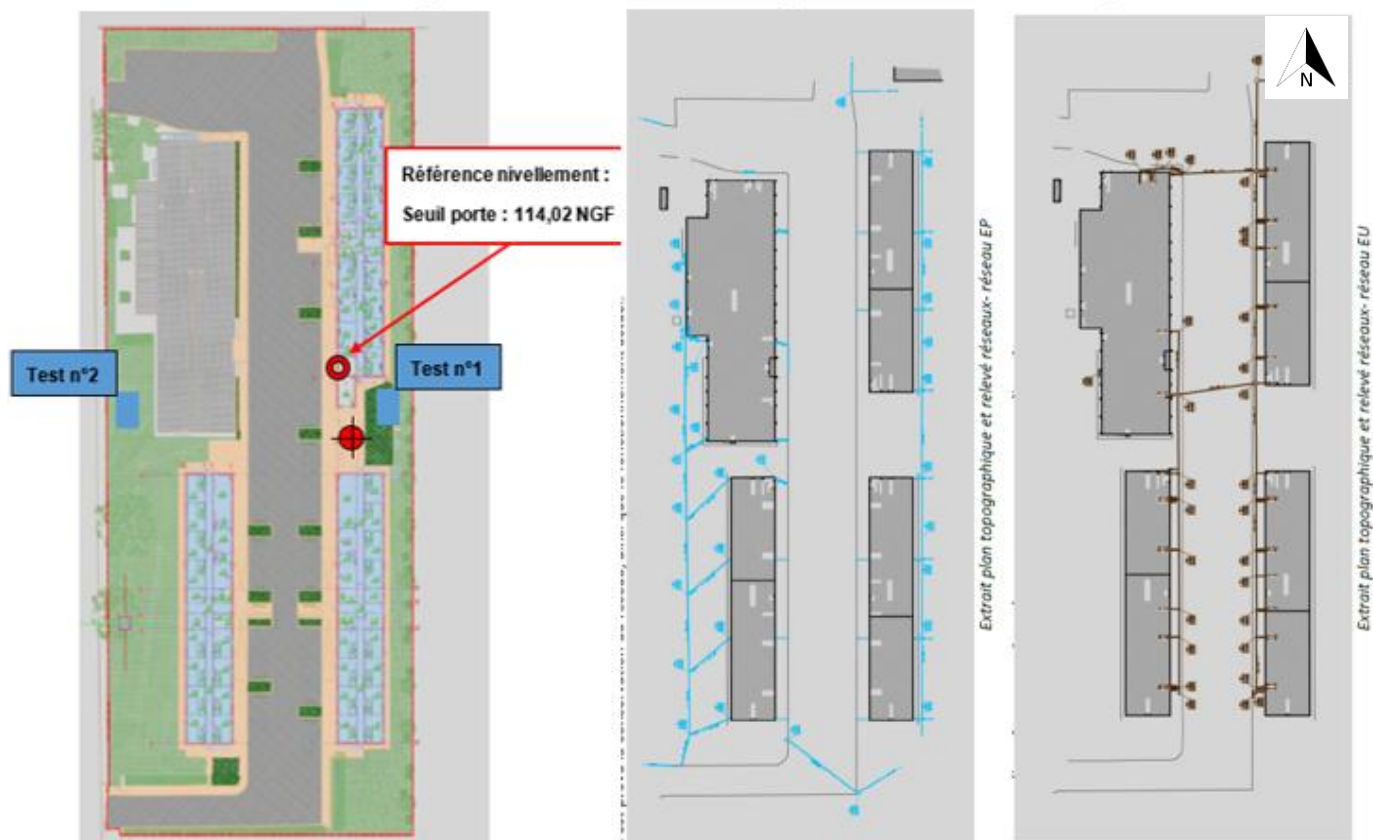 Référence nivellement :
Seuil porte : 114,02 NGF
Test n°2
Test n°1
Extrait plan topographique et relevé réseaux- réseau EP
Extrait plan topographique et relevé réseaux- réseau EU
N